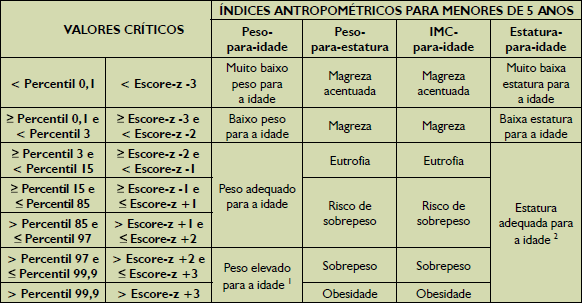 VALORES CRÍTICOS
ÍNDICES ANTROPOMÉTRICOS PARA MENORES DE 5 ANOS
Peso-
para-idade
Peso-
para-estatura
IMC-
para-idade
Estatura-
para-idade
< Percentil 0,1
< Escore-z -3
Muito baixo
peso para
a idade
Magreza
acentuada
Magreza
acentuada
Muito baixa
estatura para
a idade
≥ Percentil 0,1 e
< Percentil 3
≥ Escore-z -3 e
< Escore-z -2
Baixo peso
para a idade
Magreza
Magreza
Baixa estatura
para a idade
≥ Percentil 3 e
< Percentil 15
≥ Escore-z -2 e
< Escore-z -1
Peso adequado
para a idade
Eutrofia
Eutrofia
Estatura
adequada para
a idade 2
≥ Percentil 15 e
≤ Percentil 85
≥ Escore-z -1 e
≤ Escore-z +1
Risco de
sobrepeso
Risco de
sobrepeso
> Percentil 85 e
≤ Percentil 97
> Escore-z +1 e
≤ Escore-z +2
> Percentil 97 e
≤ Percentil 99,9
> Escore-z +2 e
≤ Escore-z +3
Peso elevado
para a idade 1
Sobrepeso
Sobrepeso
> Percentil 99,9
> Escore-z +3
Obesidade
Obesidade